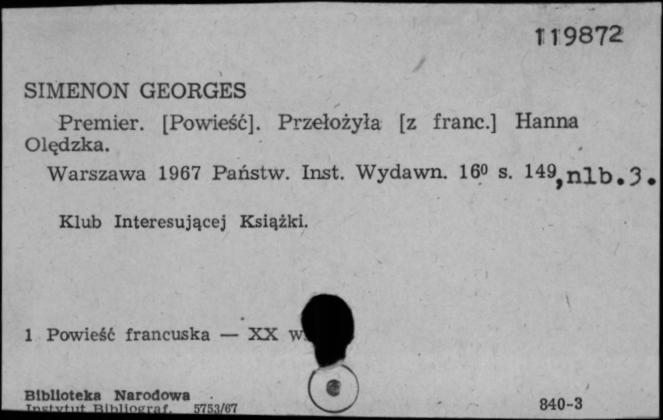 119872
SIMENON GEORGES
Premier. [Powieść]. Przełożyła [z franc.] Hanna
Olędzka.
Warszawa 1967 Państw. Inst. Wydawn. 16⁰ s. 149, nlb. 3.
Klub Interesującej Książki.
1 Powieść francuska — XX w.
Biblioteka Narodowa
Instytut Bibliograf. 5753/67 840-3